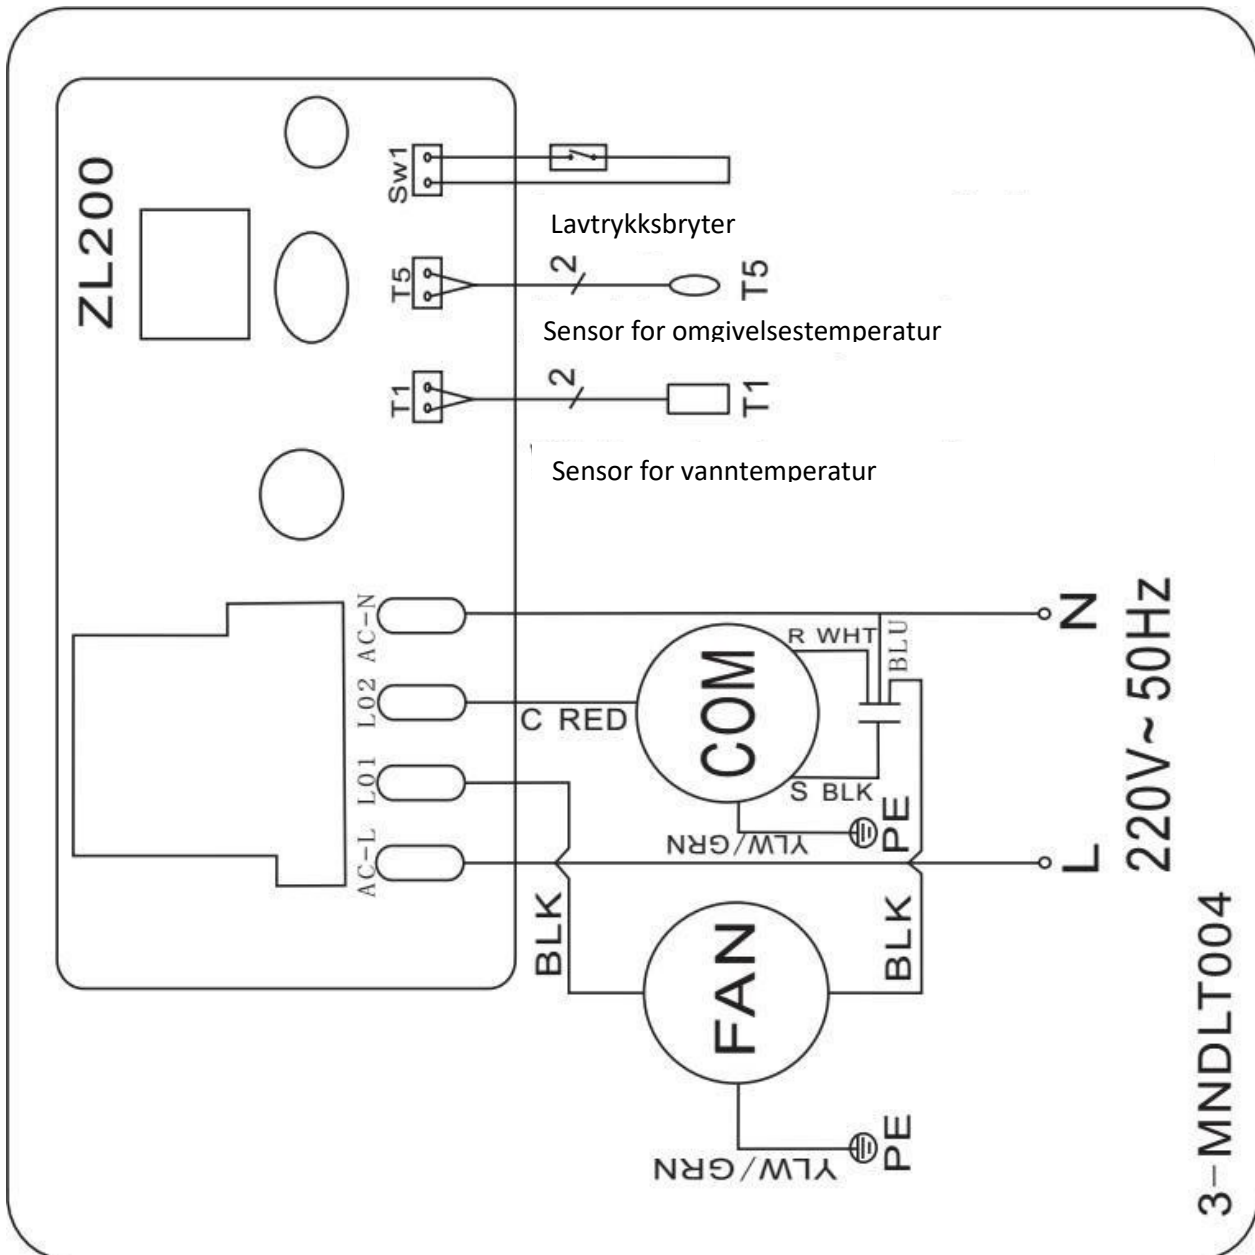 ZL200
Sw1
Lavtrykksbryter
T5
2
T5
Sensor for omgivelsestemperatur
T1
2
T1
Sensor for vanntemperatur
AC-N
N
R WHT
BLU
L02
C RED
COM
L01
S BLK
YLW/GRN
PE
AC-L
L
220V~50Hz
BLK
FAN
BLK
YLW/GRN
PE
3-MNDLT004